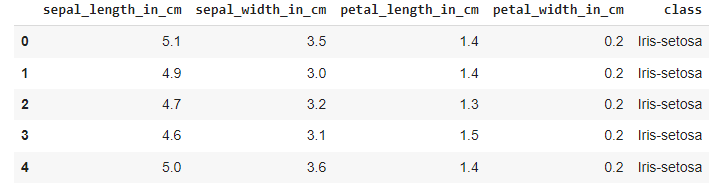 sepal_length_in_cm sepal_width_in_cm petal_length_in_cm petal_width_in_cm class
0 5.1 3.5 1.4 0.2 Iris-setosa
1 4.9 3.0 1.4 0.2 Iris-setosa
2 4.7 3.2 1.3 0.2 Iris-setosa
3 4.6 3.1 1.5 0.2 Iris-setosa
4 5.0 3.6 1.4 0.2 Iris-setosa